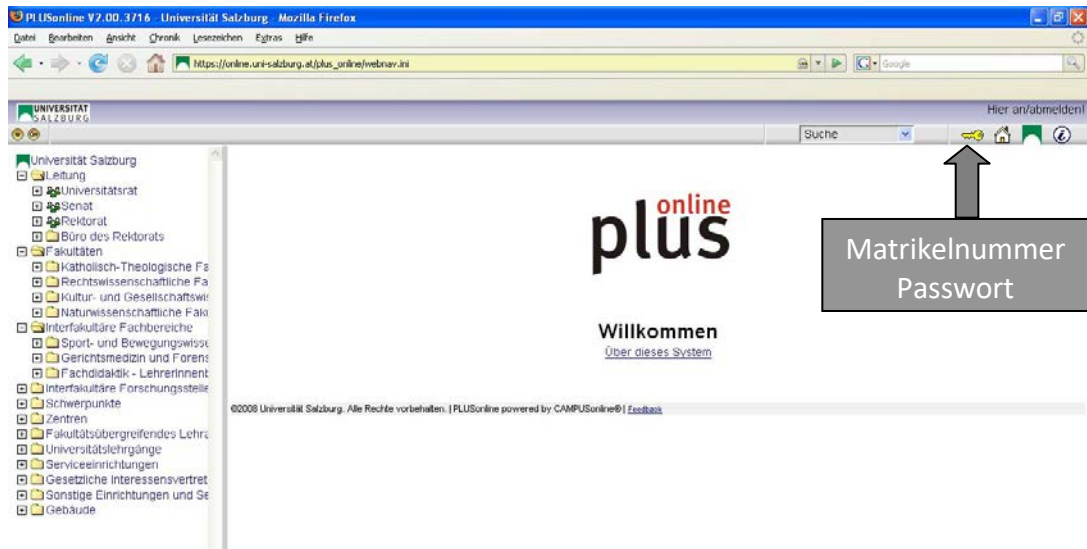 PLUSonline V2.00.3716 - Universität Salzburg - Mozilla Firefox
Datei Bearbeiten Ansicht Chronik Lesezeichen Extras Hilfe
https://online.uni-salzburg.at/plus_online/webnav.ini
Google
UNIVERSITÄT
SALZBURG
Hier an/abmelden!
Suche
Universität Salzburg
Leitung
Universitätsrat
Senat
Rektorat
Büro des Rektorats
Fakultäten
Katholisch-Theologische Fa
Rechtswissenschaftliche Fa
Kultur- und Gesellschaftswis
Naturwissenschaftliche Faku
Interfakultäre Fachbereiche
Sport- und Bewegungswisse
Gerichtsmedizin und Forens
Fachdidaktik - LehrerInnent
Interfakultäre Forschungsstelle
Schwerpunkte
Zentren
Fakultätsübergreifendes Lehra
Universitätslehrgänge
Serviceeinrichtungen
Gesetzliche Interessensvertret
Sonstige Einrichtungen und Se
Gebäude
plus online
Matrikelnummer
Passwort
Willkommen
Über dieses System
©2008 Universität Salzburg. Alle Rechte vorbehalten. | PLUSonline powered by CAMPUSonline® | Feedback